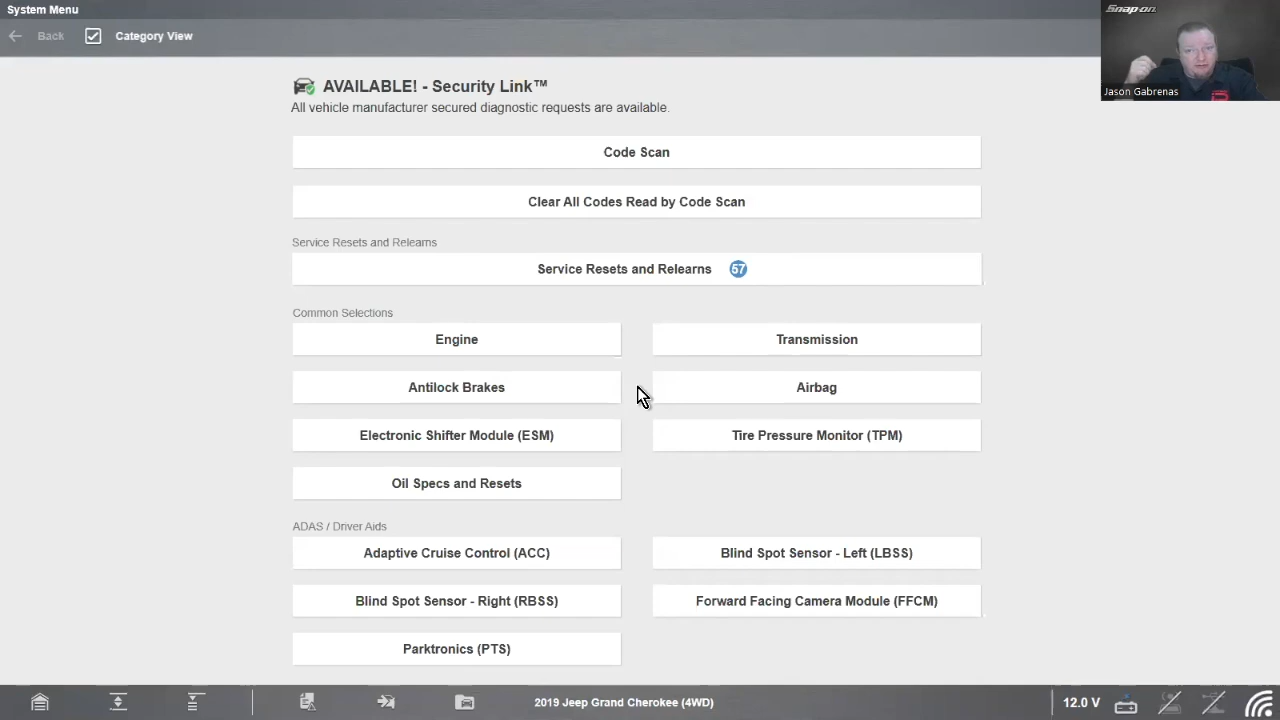 System Menu
Back
Category View
Snap-on
Jason Gabrenas
AVAILABLE! - Security Link™
All vehicle manufacturer secured diagnostic requests are available.
Code Scan
Clear All Codes Read by Code Scan
Service Resets and Relearns
Service Resets and Relearns 57
Common Selections
Engine
Transmission
Antilock Brakes
Airbag
Electronic Shifter Module (ESM)
Tire Pressure Monitor (TPM)
Oil Specs and Resets
ADAS / Driver Aids
Adaptive Cruise Control (ACC)
Blind Spot Sensor - Left (LBSS)
Blind Spot Sensor - Right (RBSS)
Forward Facing Camera Module (FFCM)
Parktronics (PTS)
2019 Jeep Grand Cherokee (4WD)
12.0 V